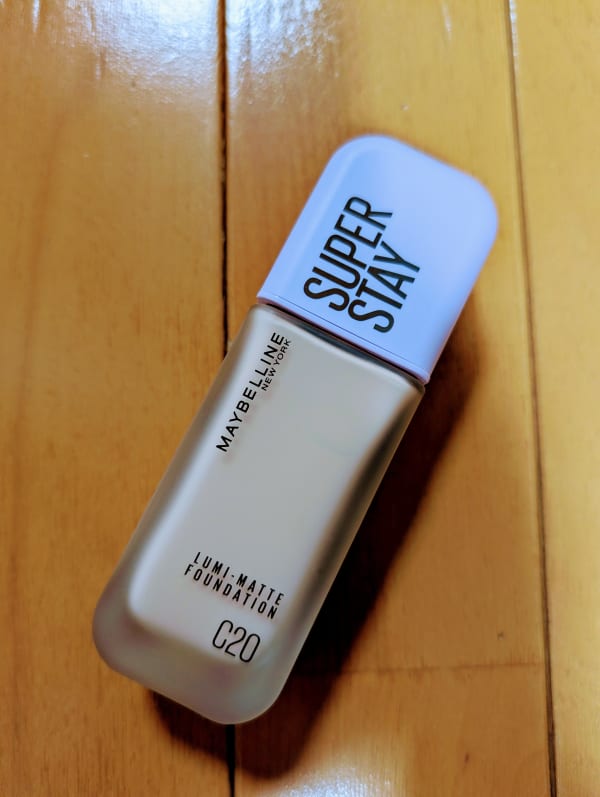 SUPER
STAY
MAYBELLINE
NEW YORK
LUMI-MATTE
FOUNDATION
C20